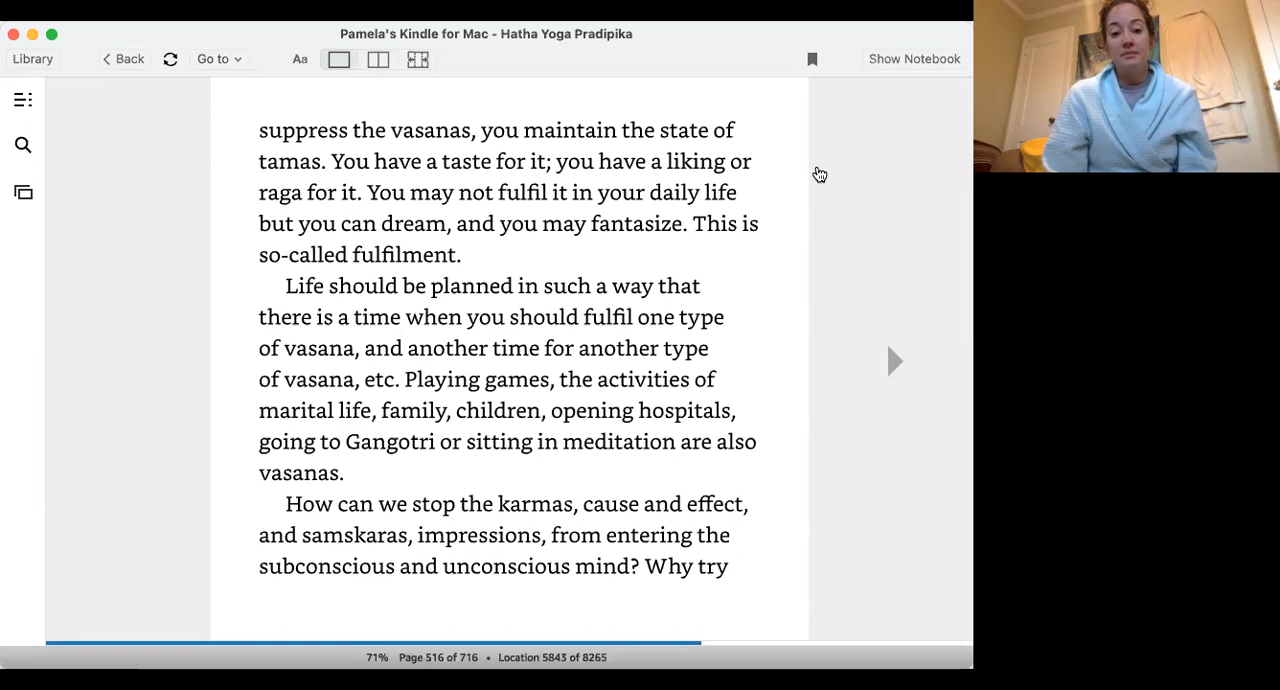 Pamela's Kindle for Mac - Hatha Yoga Pradipika
Library
Back
Go to
Aa
Show Notebook
suppress the vasanas, you maintain the state of
tamas. You have a taste for it; you have a liking or
raga for it. You may not fulfil it in your daily life
but you can dream, and you may fantasize. This is
so-called fulfilment.
Life should be planned in such a way that
there is a time when you should fulfil one type
of vasana, and another time for another type
of vasana, etc. Playing games, the activities of
marital life, family, children, opening hospitals,
going to Gangotri or sitting in meditation are also
vasanas.
How can we stop the karmas, cause and effect,
and samskaras, impressions, from entering the
subconscious and unconscious mind? Why try
71% Page 516 of 716 • Location 5843 of 8265